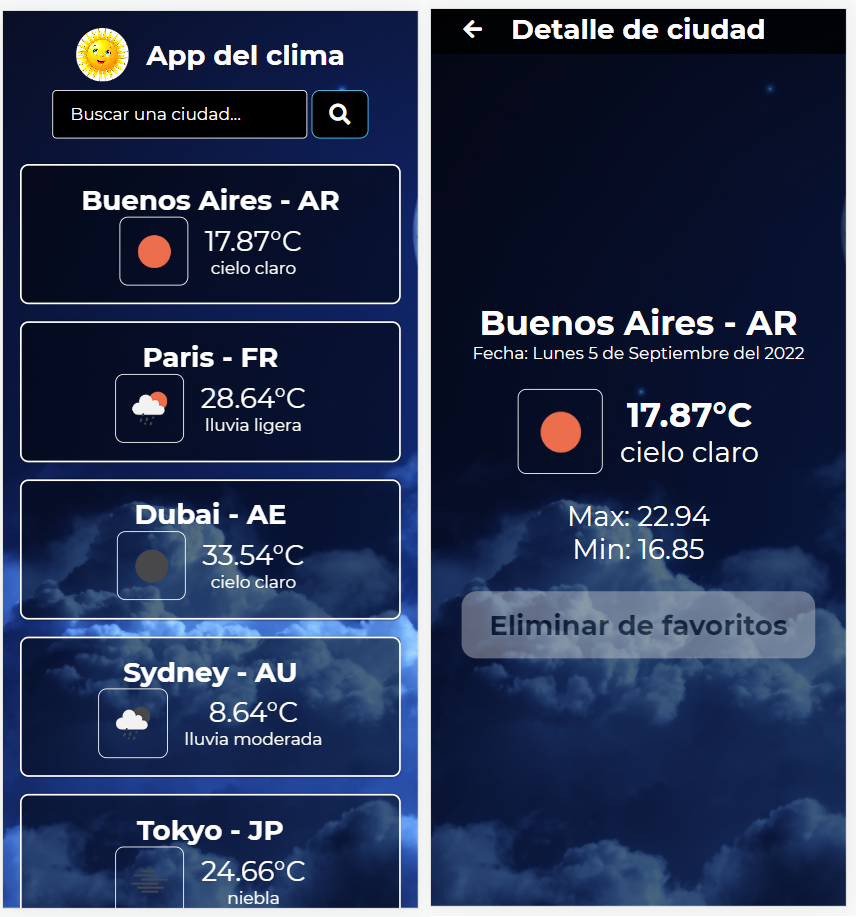 App del clima
Buscar una ciudad...
Buenos Aires - AR
17.87°C
cielo claro
Paris - FR
28.64°C
lluvia ligera
Dubai - AE
33.54°C
cielo claro
Sydney - AU
8.64°C
lluvia moderada
Tokyo - JP
24.66°C
niebla
Detalle de ciudad
Buenos Aires - AR
Fecha: Lunes 5 de Septiembre del 2022
17.87°C
cielo claro
Max: 22.94
Min: 16.85
Eliminar de favoritos